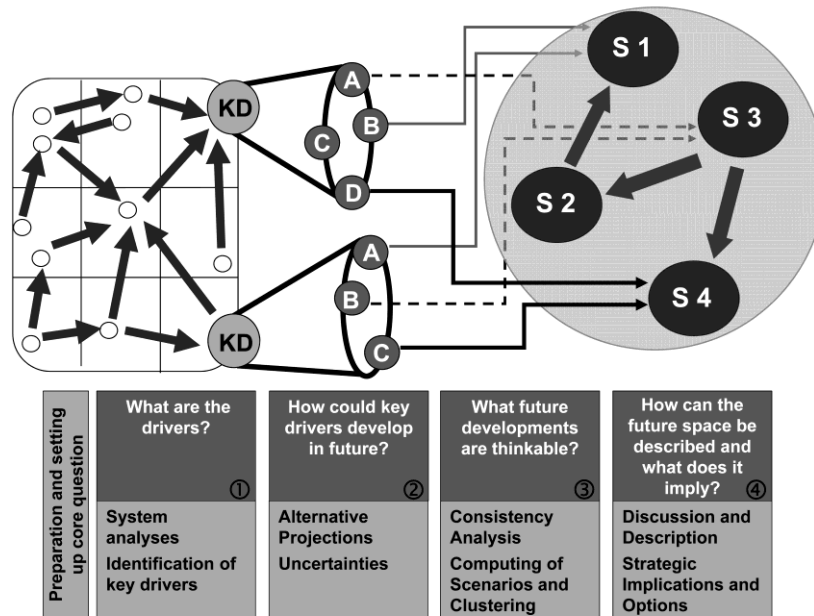 KD
A
B
C
D
KD
A
B
C
S 1
S 3
S 2
S 4
Preparation and setting
up core question
What are the
drivers?
①
System
analyses
Identification of
key drivers
How could key
drivers develop
in future?
②
Alternative
Projections
Uncertainties
What future
developments
are thinkable?
③
Consistency
Analysis
Computing of
Scenarios and
Clustering
How can the
future space be
described and
what does it
imply?
④
Discussion and
Description
Strategic
Implications and
Options